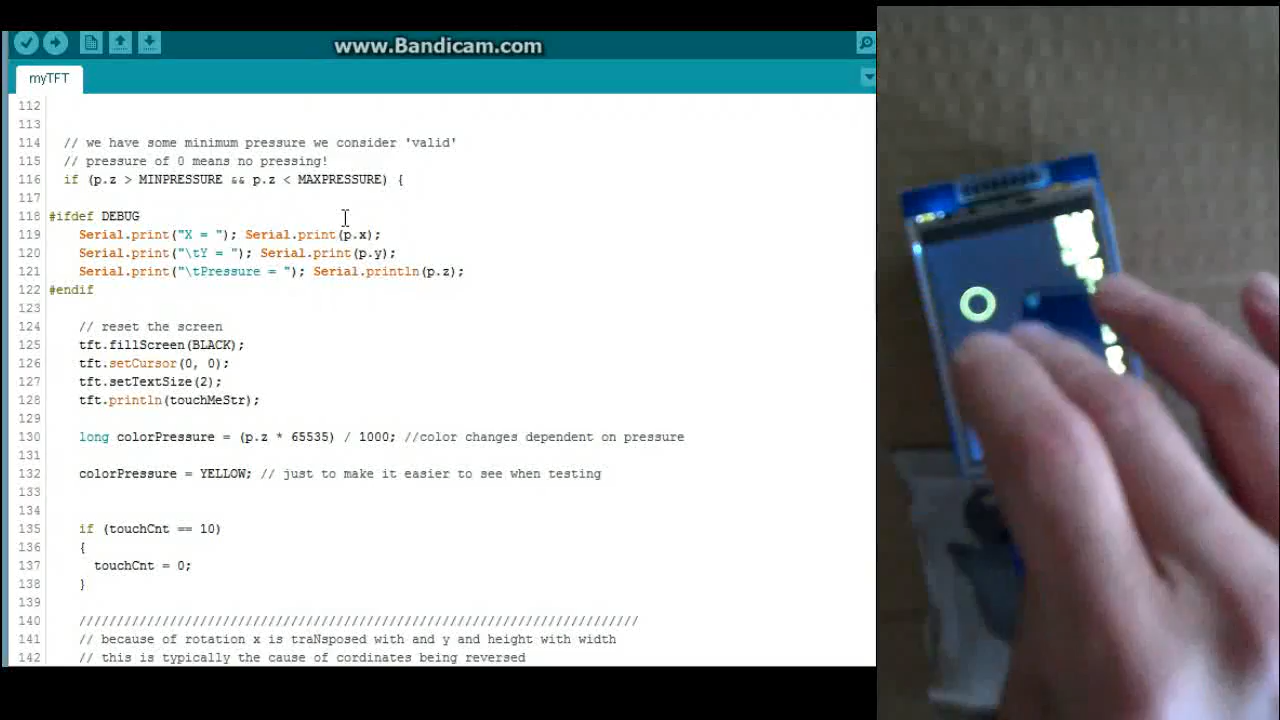 www.Bandicam.com
myTFT
112
113
114 // we have some minimum pressure we consider 'valid'
115 // pressure of 0 means no pressing!
116 if (p.z > MINPRESSURE && p.z < MAXPRESSURE) {
117
118 #ifdef DEBUG
119 Serial.print("X = "); Serial.print(p.x);
120 Serial.print("\tY = "); Serial.print(p.y);
121 Serial.print("\tPressure = "); Serial.println(p.z);
122 #endif
123
124 // reset the screen
125 tft.fillScreen(BLACK);
126 tft.setCursor(0, 0);
127 tft.setTextSize(2);
128 tft.println(touchMeStr);
129
130 long colorPressure = (p.z * 65535) / 1000; //color changes dependent on pressure
131
132 colorPressure = YELLOW; // just to make it easier to see when testing
133
134
135 if (touchCnt == 10)
136 {
137 touchCnt = 0;
138 }
139
140 //////////////////////////////////////////////////////////////////////////
141 // because of rotation x is traNsposed with and y and height with width
142 // this is typically the cause of cordinates being reversed